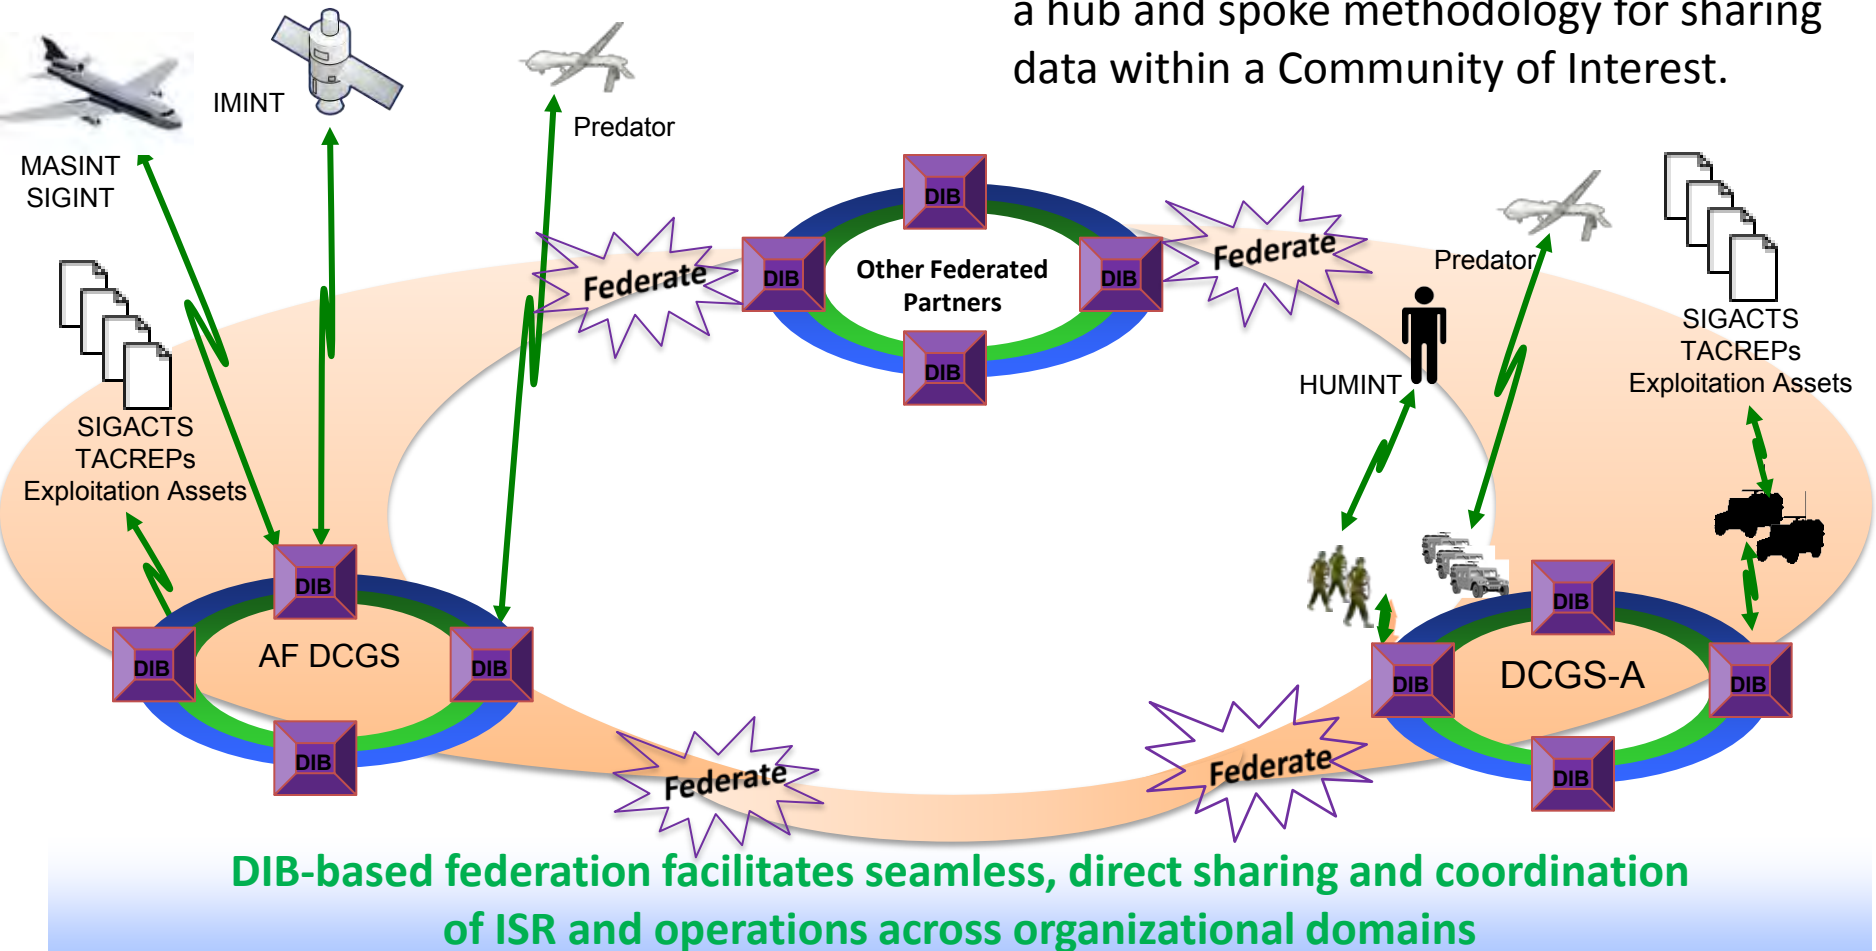 a hub and spoke methodology for sharing
data within a Community of Interest.
IMINT
Predator
MASINT
SIGINT
DIB
Federate
DIB
Other Federated
Partners
DIB
Federate
DIB
Predator
SIGACTS
TACREPs
Exploitation Assets
HUMINT
SIGACTS
TACREPs
Exploitation Assets
DIB
AF DCGS
DIB
DIB
DIB
DIB
DCGS-A
DIB
DIB
DIB
Federate
Federate
DIB-based federation facilitates seamless, direct sharing and coordination
of ISR and operations across organizational domains